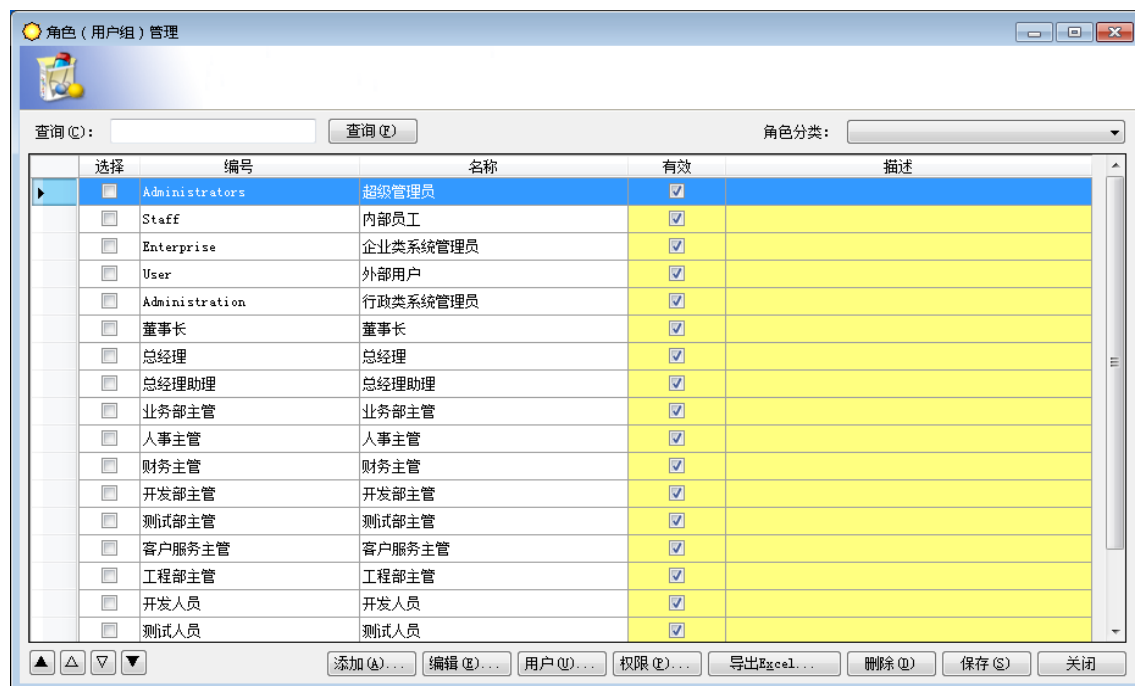 角色（用户组）管理
查询(C): 查询(F) 角色分类:
选择 编号 名称 有效 描述
Administrators 超级管理员
Staff 内部员工
Enterprise 企业类系统管理员
User 外部用户
Administration 行政类系统管理员
董事长 董事长
总经理 总经理
总经理助理 总经理助理
业务部主管 业务部主管
人事主管 人事主管
财务主管 财务主管
开发部主管 开发部主管
测试部主管 测试部主管
客户服务主管 客户服务主管
工程部主管 工程部主管
开发人员 开发人员
测试人员 测试人员
添加(A)... 编辑(E)... 用户(U)... 权限(P)... 导出Excel... 删除(D) 保存(S) 关闭